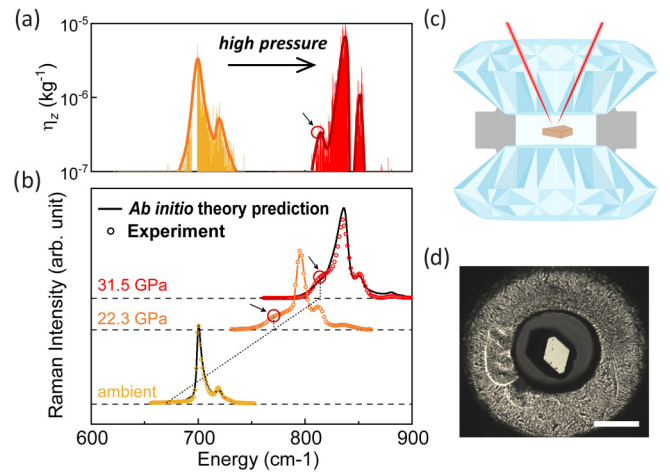 (a)
10⁻⁵
high pressure
10⁻⁶
10⁻⁷
ηz (kg⁻¹)
(b)
Ab initio theory prediction
Experiment
31.5 GPa
22.3 GPa
ambient
Raman Intensity (arb. unit)
600 700 800 900
Energy (cm-1)
(c)
(d)